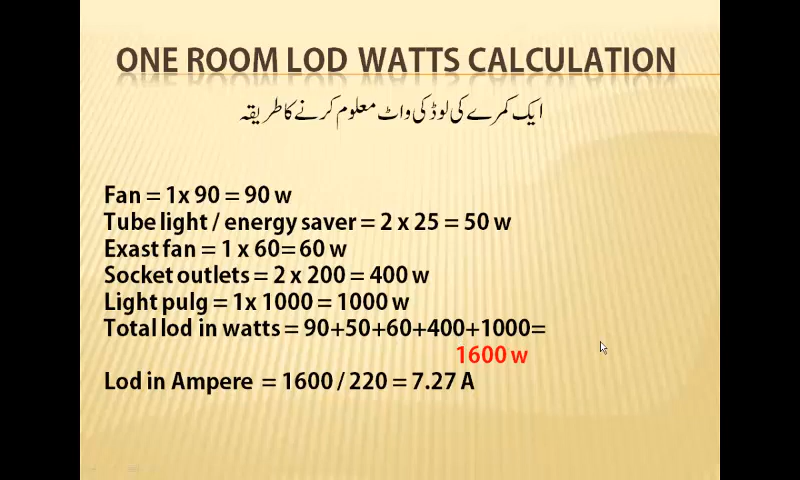 ONE ROOM LOD WATTS CALCULATION
ایک کمرے کی لوڈ کی واٹ معلوم کرنے کا طریقہ
Fan = 1x 90 = 90 w
Tube light / energy saver = 2 x 25 = 50 w
Exast fan = 1 x 60= 60 w
Socket outlets = 2 x 200 = 400 w
Light pulg = 1x 1000 = 1000 w
Total lod in watts = 90+50+60+400+1000=
1600 w
Lod in Ampere = 1600 / 220 = 7.27 A